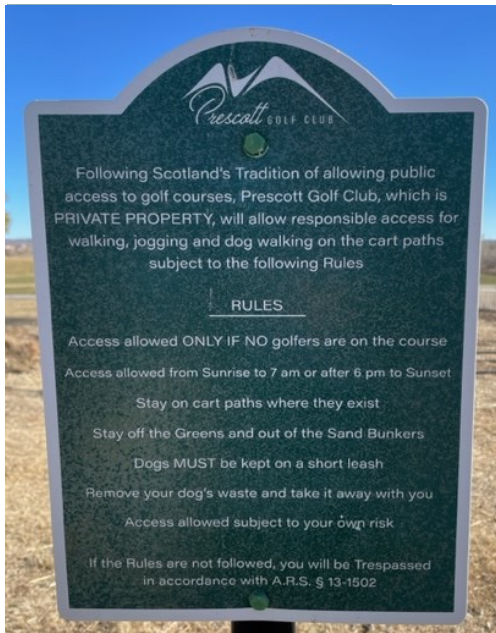 Prescott GOLF CLUB
Following Scotland's Tradition of allowing public
access to golf courses, Prescott Golf Club, which is
PRIVATE PROPERTY, will allow responsible access for
walking, jogging and dog walking on the cart paths
subject to the following Rules
RULES
Access allowed ONLY IF NO golfers are on the course
Access allowed from Sunrise to 7 am or after 6 pm to Sunset
Stay on cart paths where they exist
Stay off the Greens and out of the Sand Bunkers
Dogs MUST be kept on a short leash
Remove your dog's waste and take it away with you
Access allowed subject to your own risk
If the Rules are not followed, you will be Trespassed
in accordance with A.R.S. § 13-1502